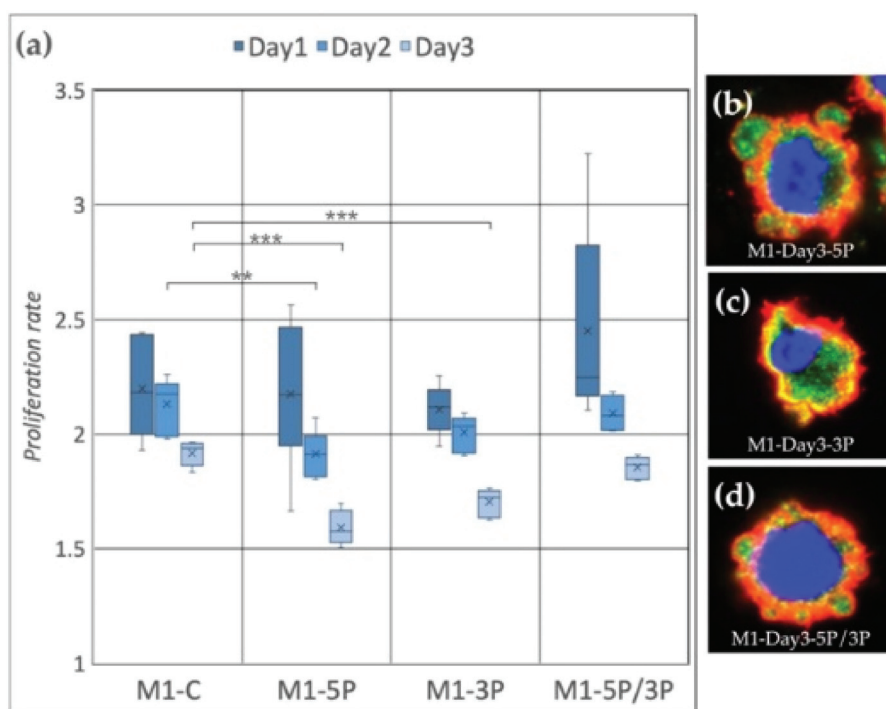 (a)
Day1 Day2 Day3
3.5
3
2.5
2
1.5
1
Proliferation rate
***
***
**
M1-C M1-5P M1-3P M1-5P/3P
(b)
M1-Day3-5P
(c)
M1-Day3-3P
(d)
M1-Day3-5P/3P